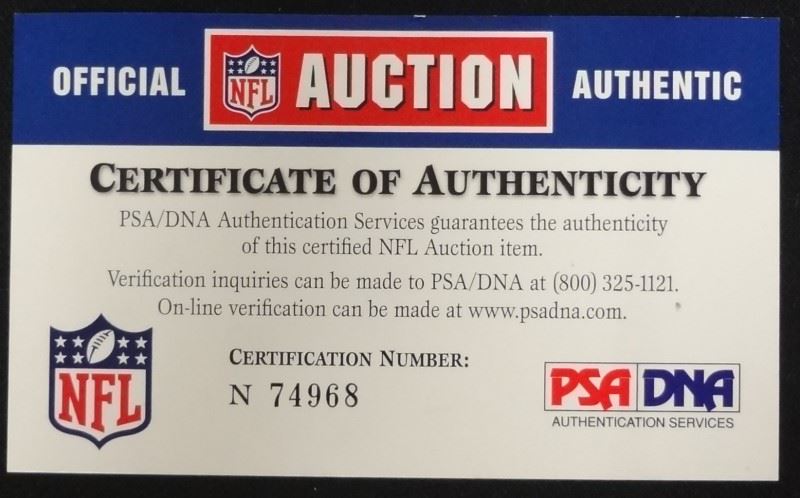 OFFICIAL NFL AUCTION AUTHENTIC
CERTIFICATE OF AUTHENTICITY
PSA/DNA Authentication Services guarantees the authenticity
of this certified NFL Auction item.
Verification inquiries can be made to PSA/DNA at (800) 325-1121.
On-line verification can be made at www.psadna.com.
NFL
CERTIFICATION NUMBER:
N 74968
PSA DNA
AUTHENTICATION SERVICES